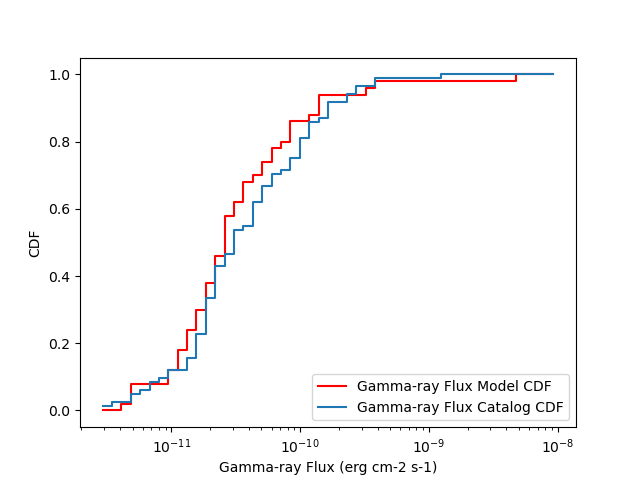 1.0
0.8
0.6
0.4
0.2
0.0
CDF
10⁻¹¹
10⁻¹⁰
10⁻⁹
10⁻⁸
Gamma-ray Flux (erg cm-2 s-1)
Gamma-ray Flux Model CDF
Gamma-ray Flux Catalog CDF